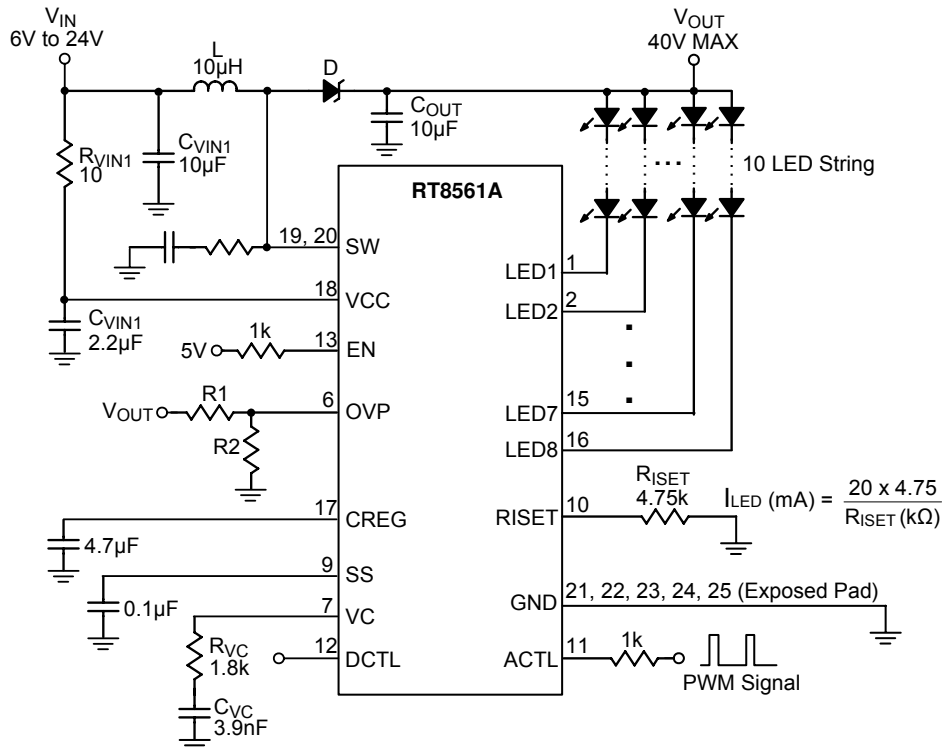 VIN
6V to 24V
L
10µH
D
VOUT
40V MAX
COUT
10µF
CVIN1
10µF
RVIN1
10
10 LED String
RT8561A
19, 20
SW
LED1
1
18
VCC
LED2
2
CVIN1
2.2µF
1k
5V
13
EN
R1
VOUT
6
OVP
R2
LED7
15
LED8
16
RISET
4.75k
ILED (mA) = 20 x 4.75 / RISET (kΩ)
RISET
10
17
CREG
4.7µF
9
SS
0.1µF
GND
21, 22, 23, 24, 25 (Exposed Pad)
7
VC
RVC
1.8k
12
DCTL
ACTL
11
1k
PWM Signal
CVC
3.9nF